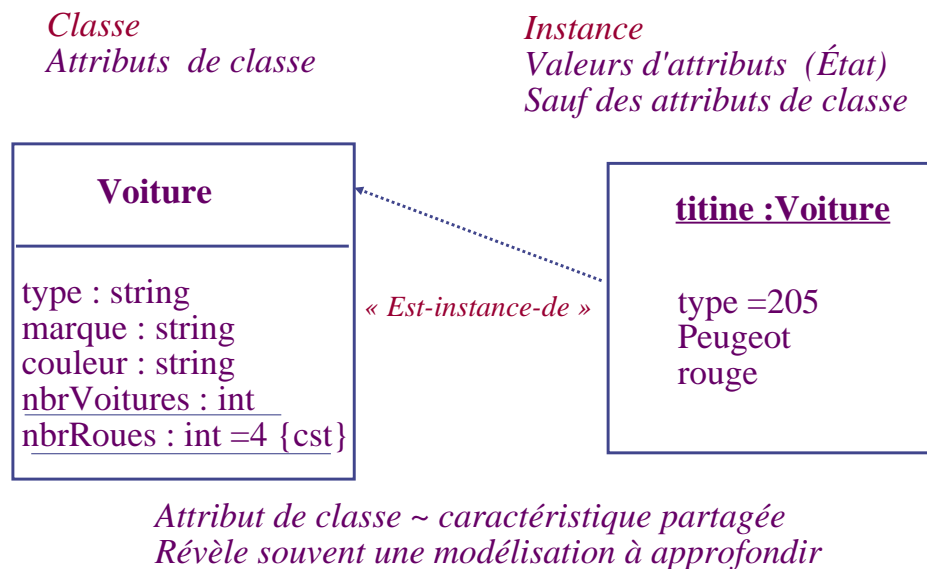 Classe
Attributs de classe
Instance
Valeurs d'attributs (État)
Sauf des attributs de classe
Voiture
type : string
marque : string
couleur : string
nbrVoitures : int
nbrRoues : int =4 {cst}
« Est-instance-de »
titine :Voiture
type =205
Peugeot
rouge
Attribut de classe ~ caractéristique partagée
Révèle souvent une modélisation à approfondir